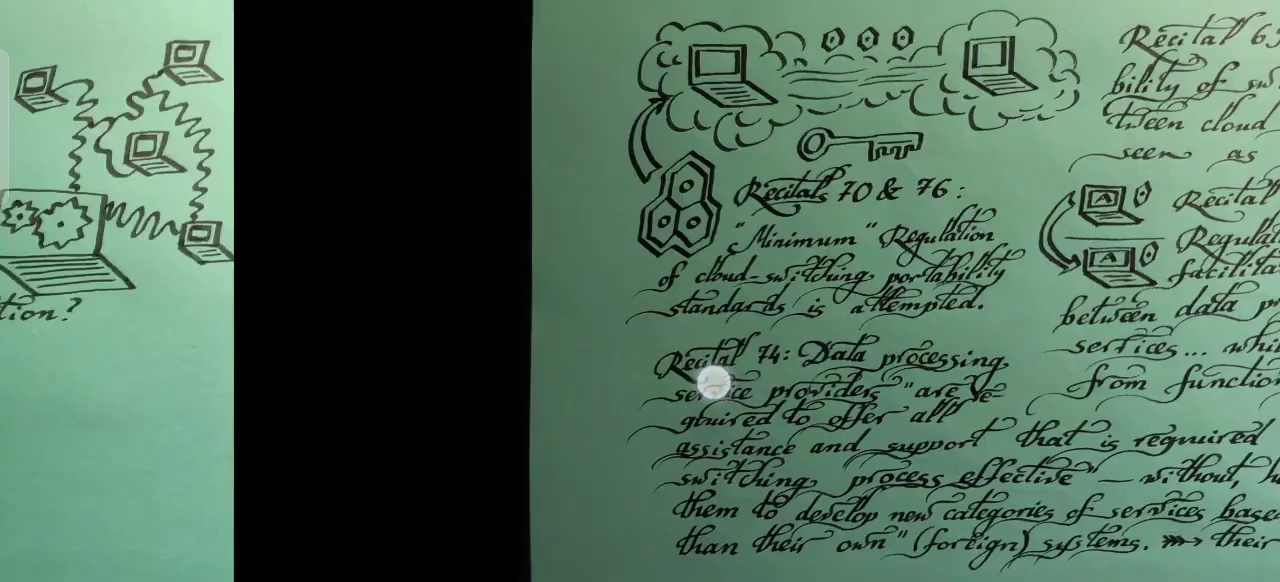 tion?
Recitals 70 & 76:
"Minimum" Regulation
of cloud-switching portability
standards is attempted.
Recital 74: Data processing
service providers "are re-
quired to offer all
assistance and support that is required
switching process effective" — without, h
them to develop new categories of services base
than their own" (foreign) systems. their
Recital 69
bility of sw
tween cloud
seen as
A
A
Recital
Regulat
facilita
between data p
services... whi
from function